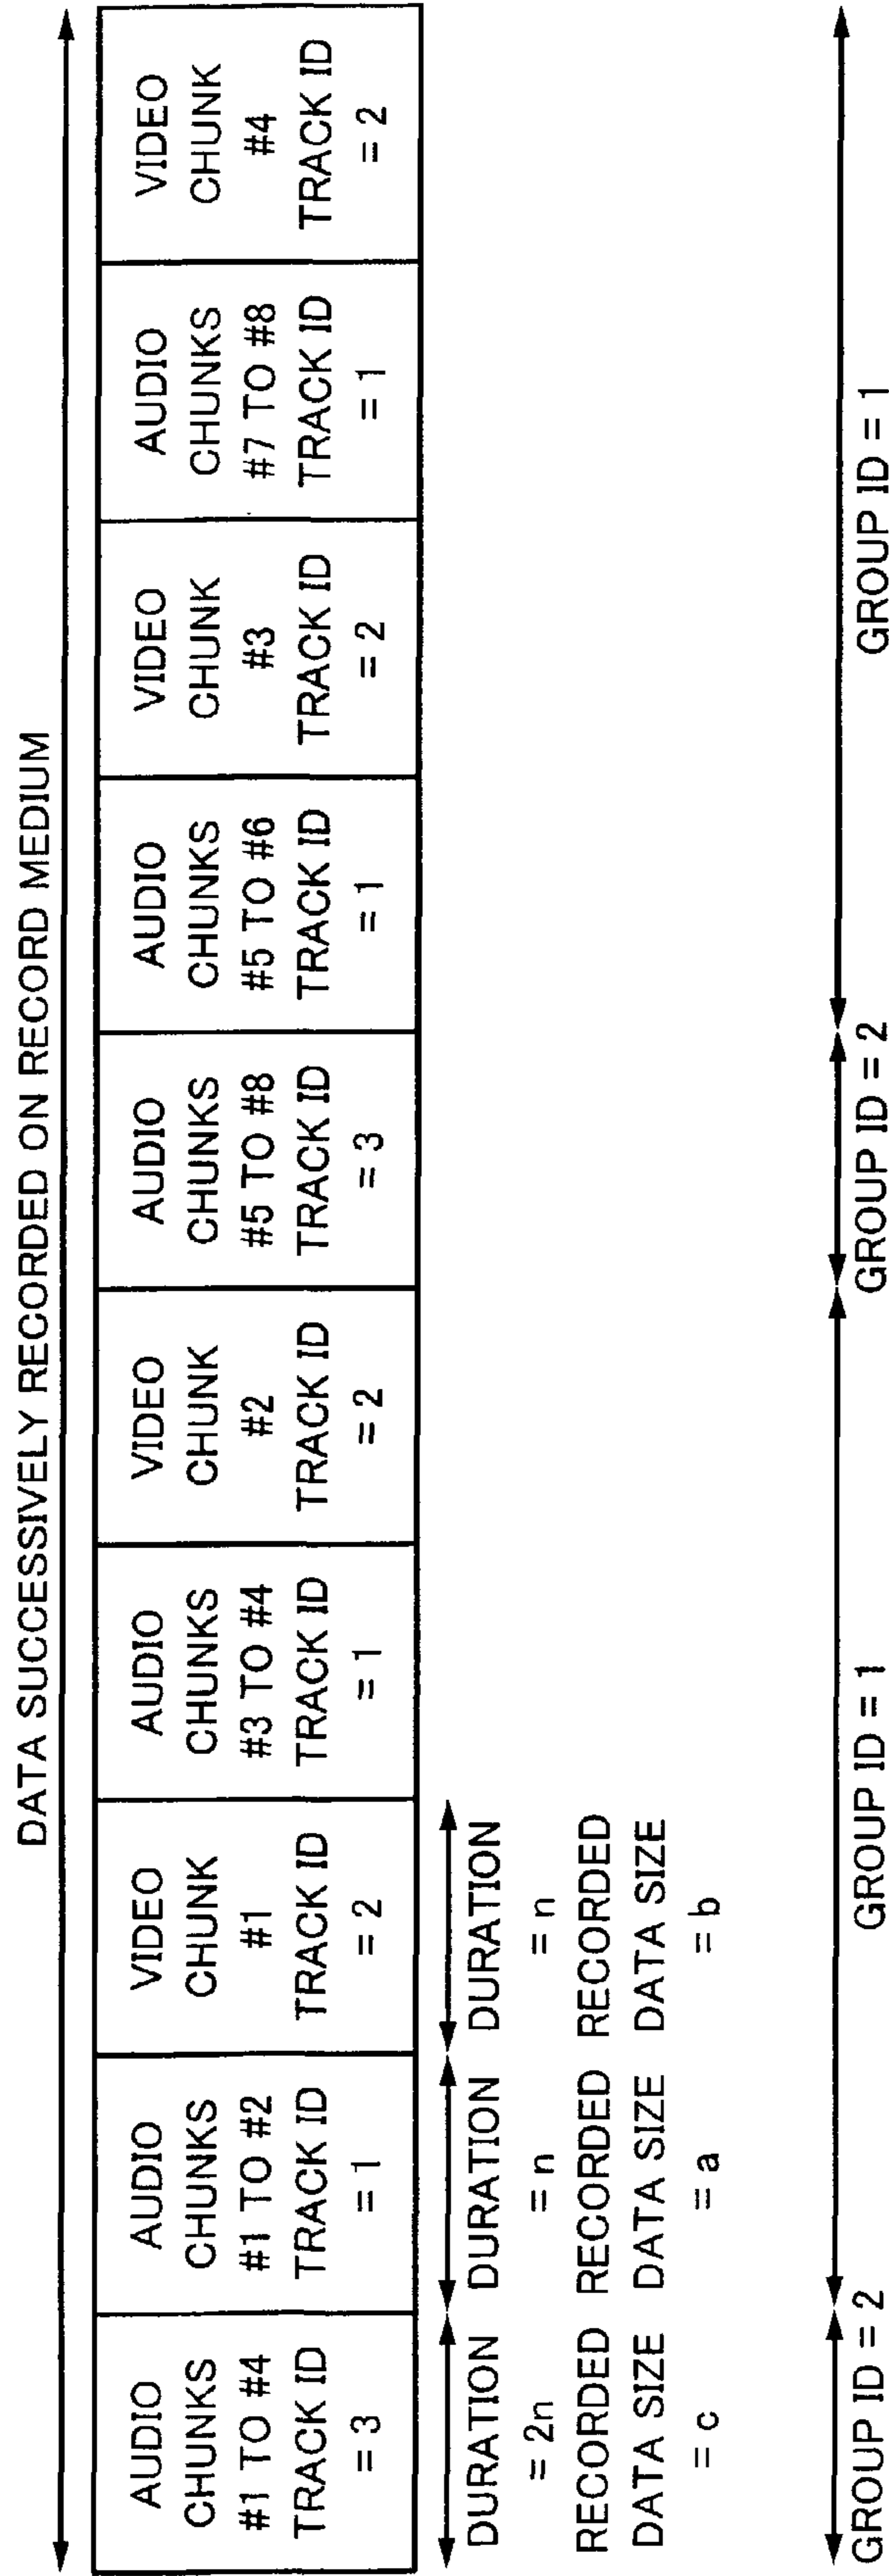 DATA SUCCESSIVELY RECORDED ON RECORD MEDIUM
AUDIO
CHUNKS
#1 TO #4
TRACK ID
= 3
AUDIO
CHUNKS
#1 TO #2
TRACK ID
= 1
VIDEO
CHUNK
#1
TRACK ID
= 2
AUDIO
CHUNKS
#3 TO #4
TRACK ID
= 1
VIDEO
CHUNK
#2
TRACK ID
= 2
AUDIO
CHUNKS
#5 TO #8
TRACK ID
= 3
AUDIO
CHUNKS
#5 TO #6
TRACK ID
= 1
VIDEO
CHUNK
#3
TRACK ID
= 2
AUDIO
CHUNKS
#7 TO #8
TRACK ID
= 1
VIDEO
CHUNK
#4
TRACK ID
= 2
DURATION
= 2n
RECORDED
DATA SIZE
= c
DURATION
= n
RECORDED
DATA SIZE
= a
DURATION
= n
RECORDED
DATA SIZE
= b
GROUP ID = 2
GROUP ID = 1
GROUP ID = 2
GROUP ID = 1